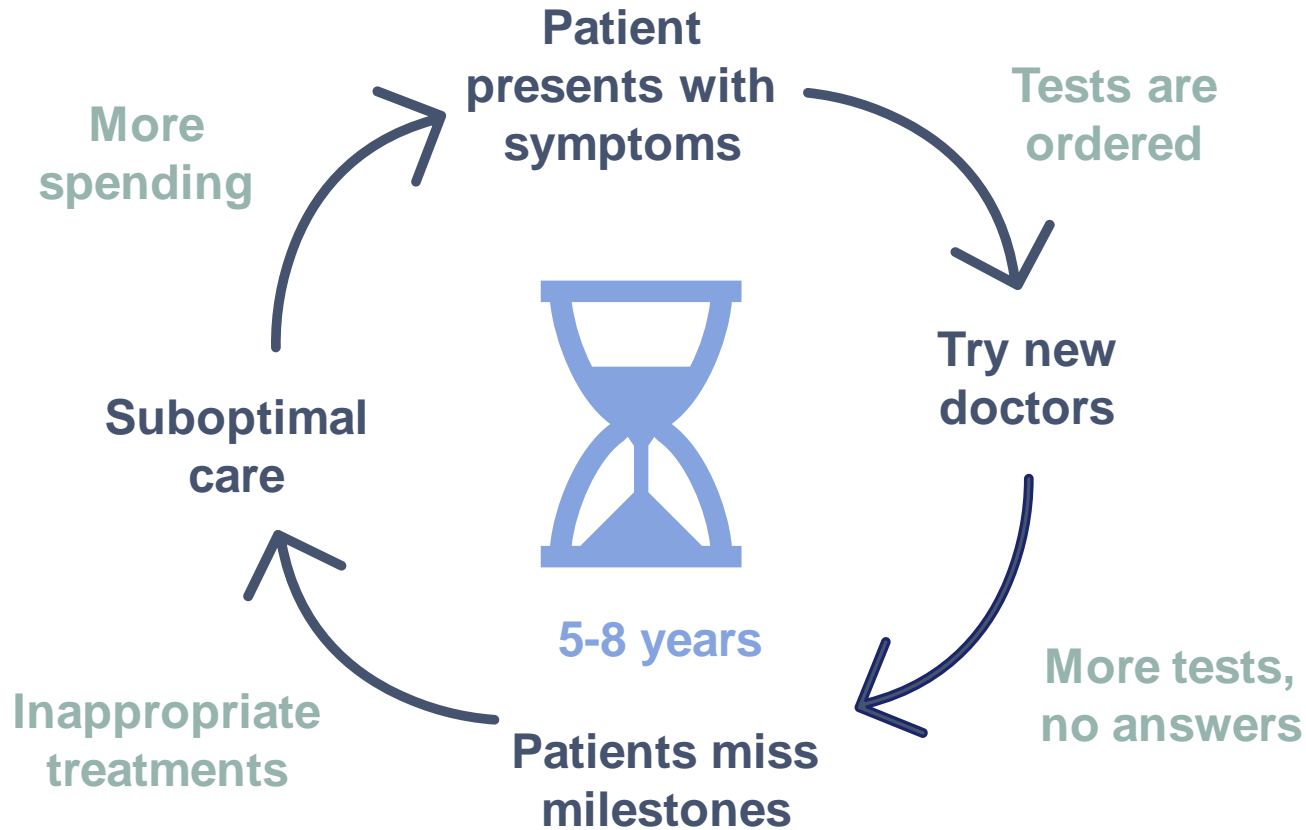 Patient
presents with
symptoms
Tests are
ordered
Try new
doctors
More tests,
no answers
Patients miss
milestones
Inappropriate
treatments
Suboptimal
care
More
spending
5-8 years